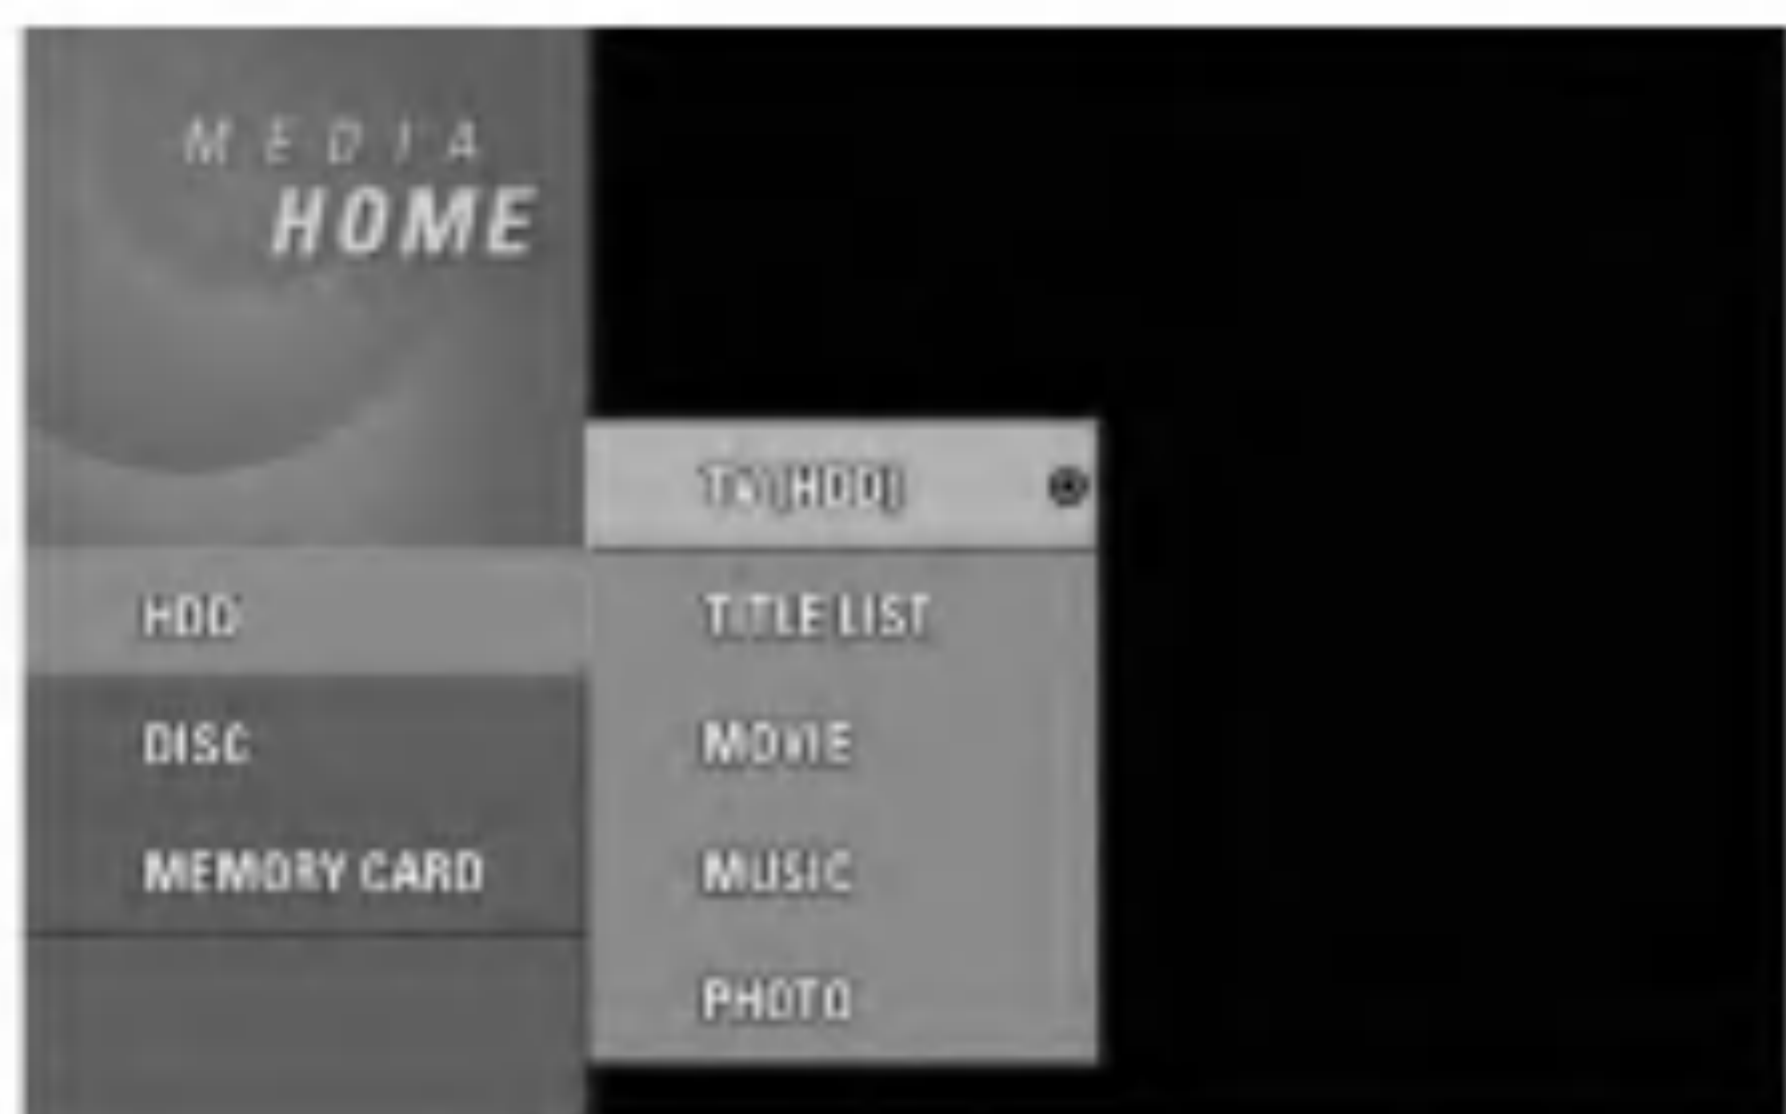 MEDIA
HOME
TV (HDD)
HDD
TITLE LIST
DISC
MOVIE
MEMORY CARD
MUSIC
PHOTO